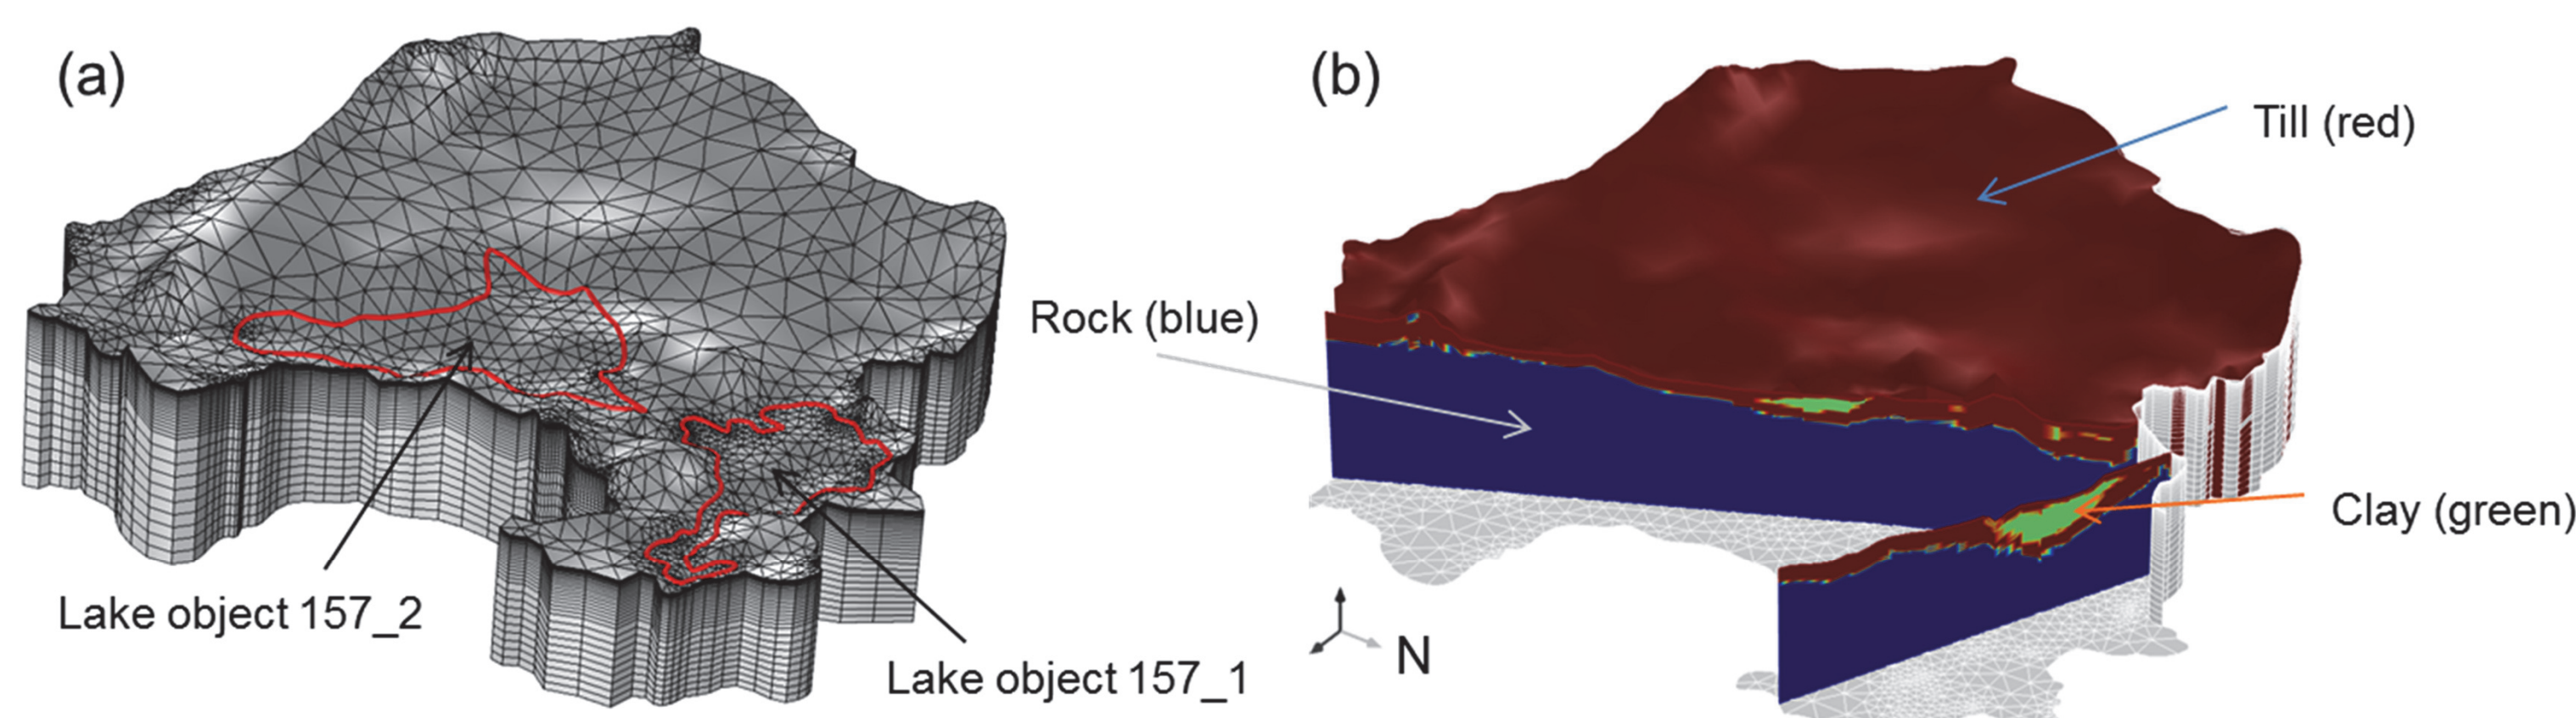 (a)
Lake object 157_2
Lake object 157_1
(b)
Till (red)
Rock (blue)
Clay (green)
N